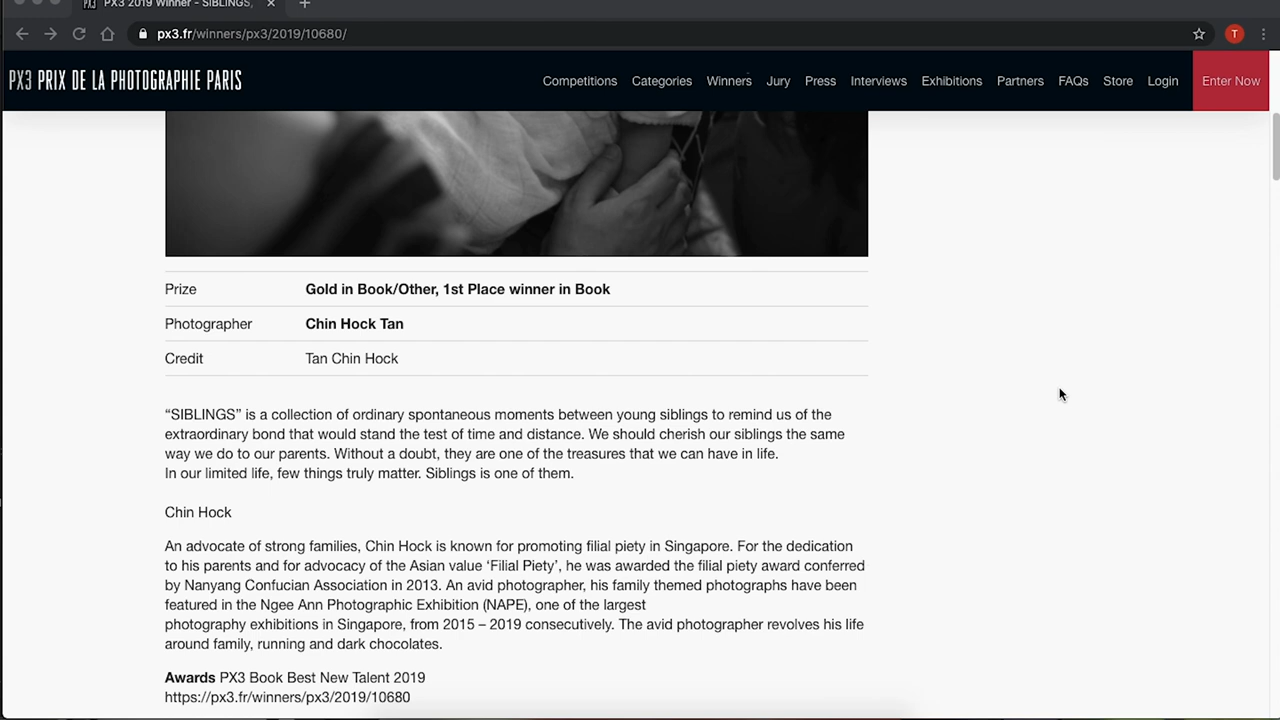 PX3 2019 Winner - SIBLINGS,
px3.fr/winners/px3/2019/10680/
T
PX3 PRIX DE LA PHOTOGRAPHIE PARIS
Competitions Categories Winners Jury Press Interviews Exhibitions Partners FAQs Store Login Enter Now
Prize Gold in Book/Other, 1st Place winner in Book
Photographer Chin Hock Tan
Credit Tan Chin Hock
“SIBLINGS” is a collection of ordinary spontaneous moments between young siblings to remind us of the
extraordinary bond that would stand the test of time and distance. We should cherish our siblings the same
way we do to our parents. Without a doubt, they are one of the treasures that we can have in life.
In our limited life, few things truly matter. Siblings is one of them.
Chin Hock
An advocate of strong families, Chin Hock is known for promoting filial piety in Singapore. For the dedication
to his parents and for advocacy of the Asian value ‘Filial Piety’, he was awarded the filial piety award conferred
by Nanyang Confucian Association in 2013. An avid photographer, his family themed photographs have been
featured in the Ngee Ann Photographic Exhibition (NAPE), one of the largest
photography exhibitions in Singapore, from 2015 – 2019 consecutively. The avid photographer revolves his life
around family, running and dark chocolates.
Awards PX3 Book Best New Talent 2019
https://px3.fr/winners/px3/2019/10680